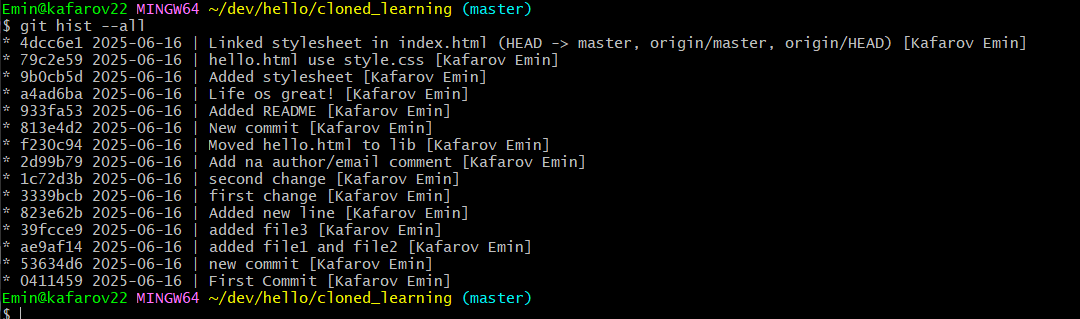 Emin@kafarov22 MINGW64 ~/dev/hello/cloned_learning (master)
$ git hist --all
* 4dcc6e1 2025-06-16 | Linked stylesheet in index.html (HEAD -> master, origin/master, origin/HEAD) [Kafarov Emin]
* 79c2e59 2025-06-16 | hello.html use style.css [Kafarov Emin]
* 9b0cb5d 2025-06-16 | Added stylesheet [Kafarov Emin]
* a4ad6ba 2025-06-16 | Life os great! [Kafarov Emin]
* 933fa53 2025-06-16 | Added README [Kafarov Emin]
* 813e4d2 2025-06-16 | New commit [Kafarov Emin]
* f230c94 2025-06-16 | Moved hello.html to lib [Kafarov Emin]
* 2d99b79 2025-06-16 | Add na author/email comment [Kafarov Emin]
* 1c72d3b 2025-06-16 | second change [Kafarov Emin]
* 3339bcb 2025-06-16 | first change [Kafarov Emin]
* 823e62b 2025-06-16 | Added new line [Kafarov Emin]
* 39fcce9 2025-06-16 | added file3 [Kafarov Emin]
* ae9af14 2025-06-16 | added file1 and file2 [Kafarov Emin]
* 53634d6 2025-06-16 | new commit [Kafarov Emin]
* 0411459 2025-06-16 | First Commit [Kafarov Emin]
Emin@kafarov22 MINGW64 ~/dev/hello/cloned_learning (master)
$